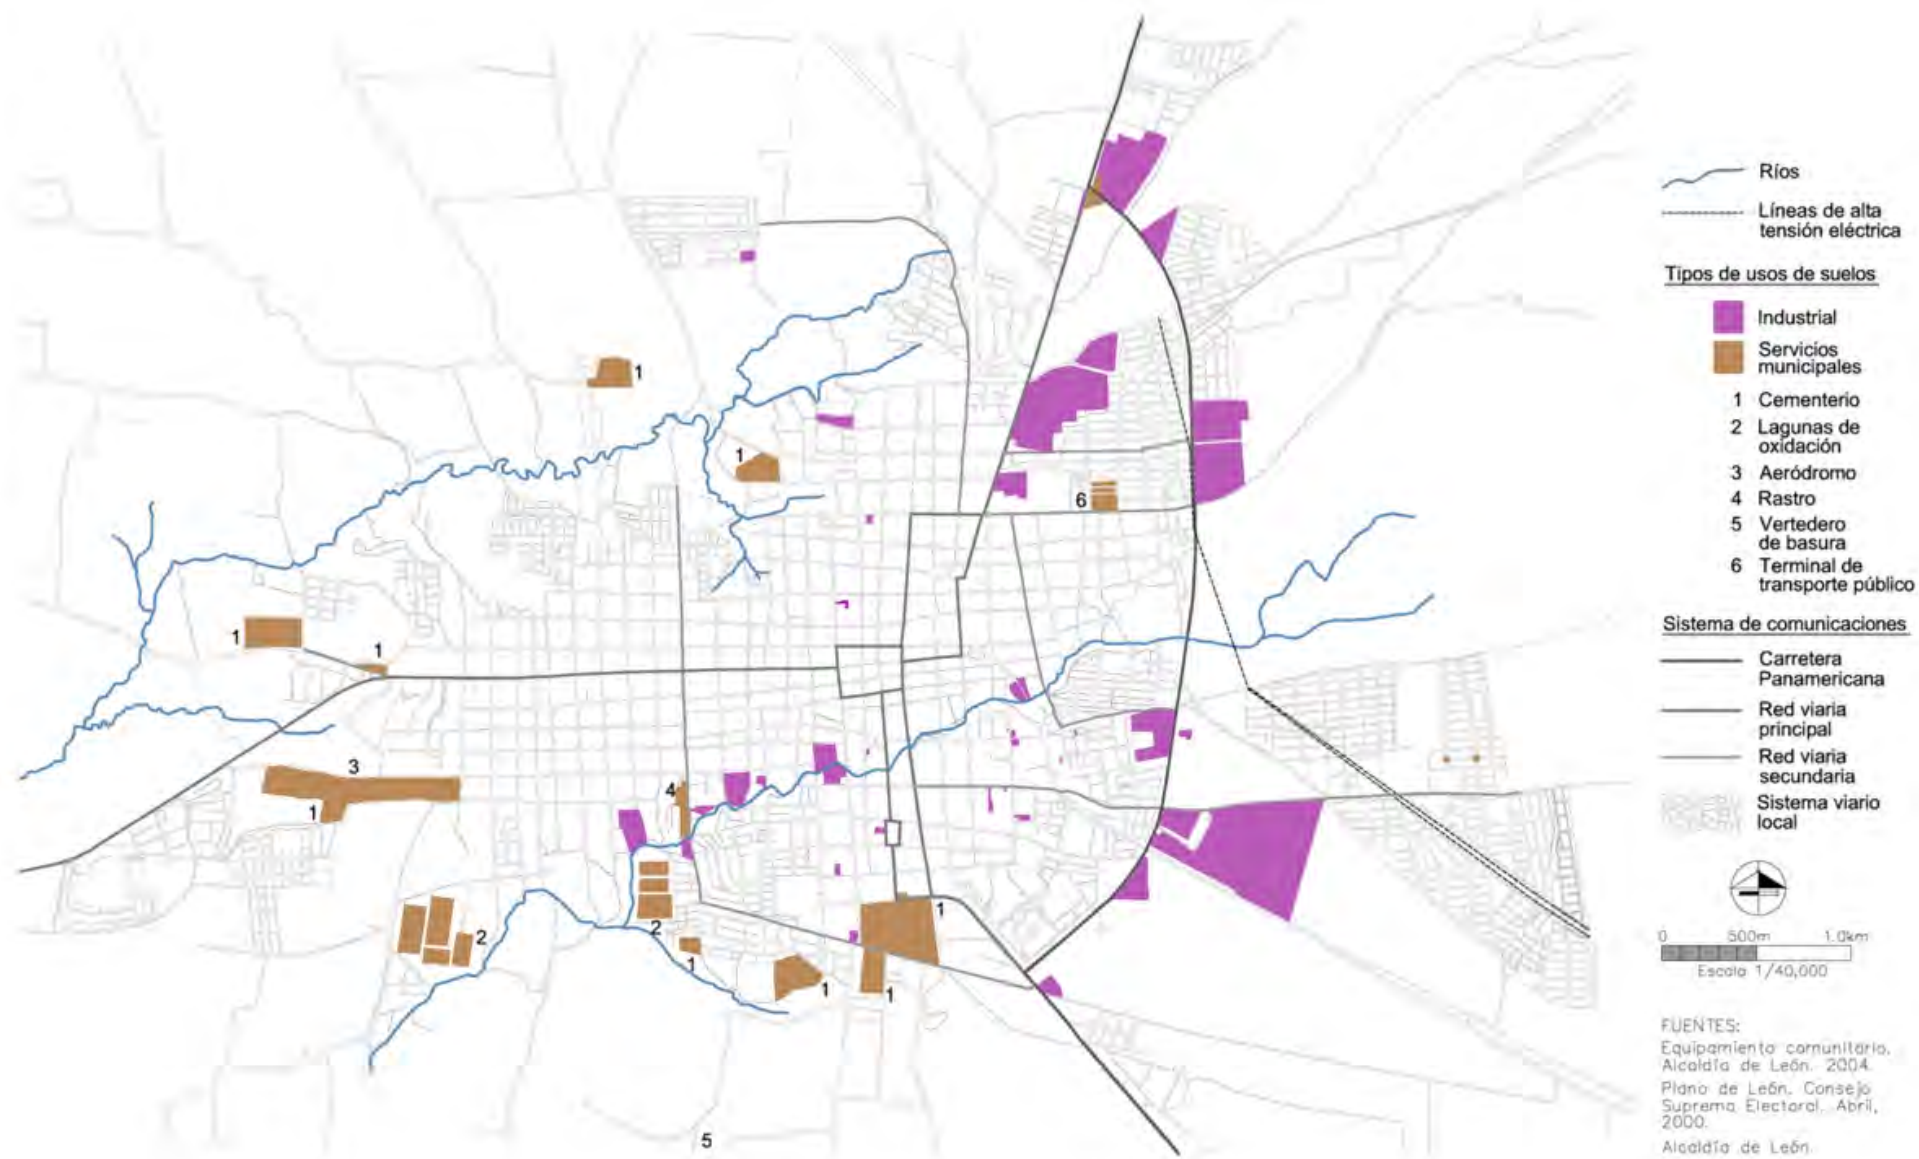 1
1
6
1
1
3
1
4
2
2
1
1
1
1
5
Ríos
Líneas de alta
tensión eléctrica
Tipos de usos de suelos
Industrial
Servicios
municipales
1 Cementerio
2 Lagunas de
oxidación
3 Aeródromo
4 Rastro
5 Vertedero
de basura
6 Terminal de
transporte público
Sistema de comunicaciones
Carretera
Panamericana
Red viaria
principal
Red viaria
secundaria
Sistema viario
local
0 500m 1.0km
Escala 1/40,000
FUENTES:
Equipamiento comunitario.
Alcaldía de León. 2004.
Plano de León. Consejo
Supremo Electoral. Abril,
2000.
Alcaldía de León.